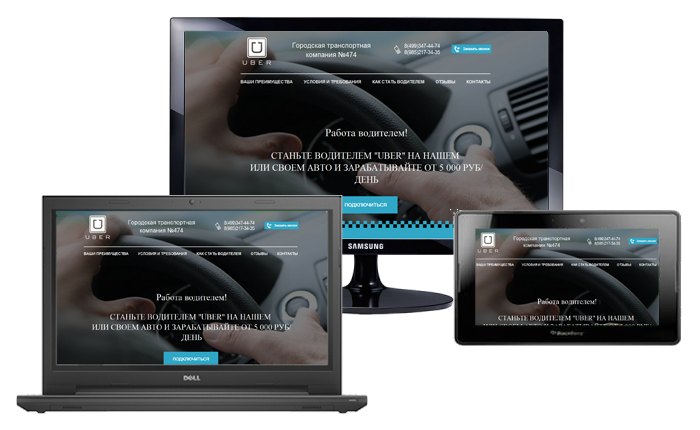 UBER
Городская транспортная
компания №474
8(499)347-44-74
8(965)217-34-35
Заказать звонок
ВАШИ ПРЕИМУЩЕСТВА УСЛОВИЯ И ТРЕБОВАНИЯ КАК СТАТЬ ВОДИТЕЛЕМ ОТЗЫВЫ КОНТАКТЫ
Работа водителем!
СТАНЬТЕ ВОДИТЕЛЕМ "UBER" НА НАШЕМ
ИЛИ СВОЕМ АВТО И ЗАРАБАТЫВАЙТЕ ОТ 5 000 РУБ/
ДЕНЬ
ПОДКЛЮЧИТЬСЯ
SAMSUNG
UBER
Городская транспортная
компания №474
8(499)347-44-74
8(965)217-34-35
Заказать звонок
ВАШИ ПРЕИМУЩЕСТВА УСЛОВИЯ И ТРЕБОВАНИЯ КАК СТАТЬ ВОДИТЕЛЕМ ОТЗЫВЫ КОНТАКТЫ
Работа водителем!
СТАНЬТЕ ВОДИТЕЛЕМ "UBER" НА НАШЕМ
ИЛИ СВОЕМ АВТО И ЗАРАБАТЫВАЙТЕ ОТ 5 000 РУБ/
ДЕНЬ
ПОДКЛЮЧИТЬСЯ
DELL
UBER
Городская транспортная
компания №474
8(499)347-44-74
8(965)217-34-35
Заказать звонок
ВАШИ ПРЕИМУЩЕСТВА УСЛОВИЯ И ТРЕБОВАНИЯ КАК СТАТЬ ВОДИТЕЛЕМ ОТЗЫВЫ КОНТАКТЫ
Работа водителем!
СТАНЬТЕ ВОДИТЕЛЕМ "UBER" НА НАШЕМ
ИЛИ СВОЕМ АВТО И ЗАРАБАТЫВАЙТЕ ОТ 5 000 РУБ/
BlackBerry